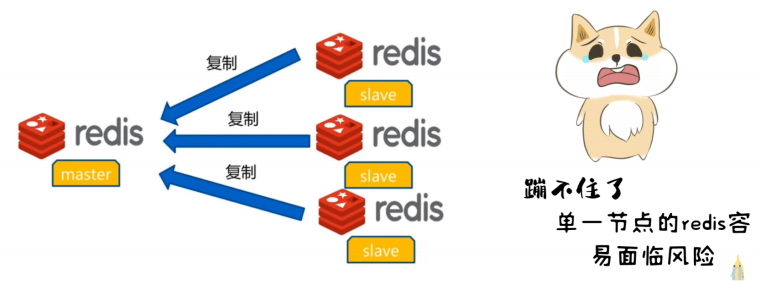 复制
redis
slave
复制
redis
master
redis
slave
复制
redis
slave
蹦不住了
单一节点的redis容
易面临风险